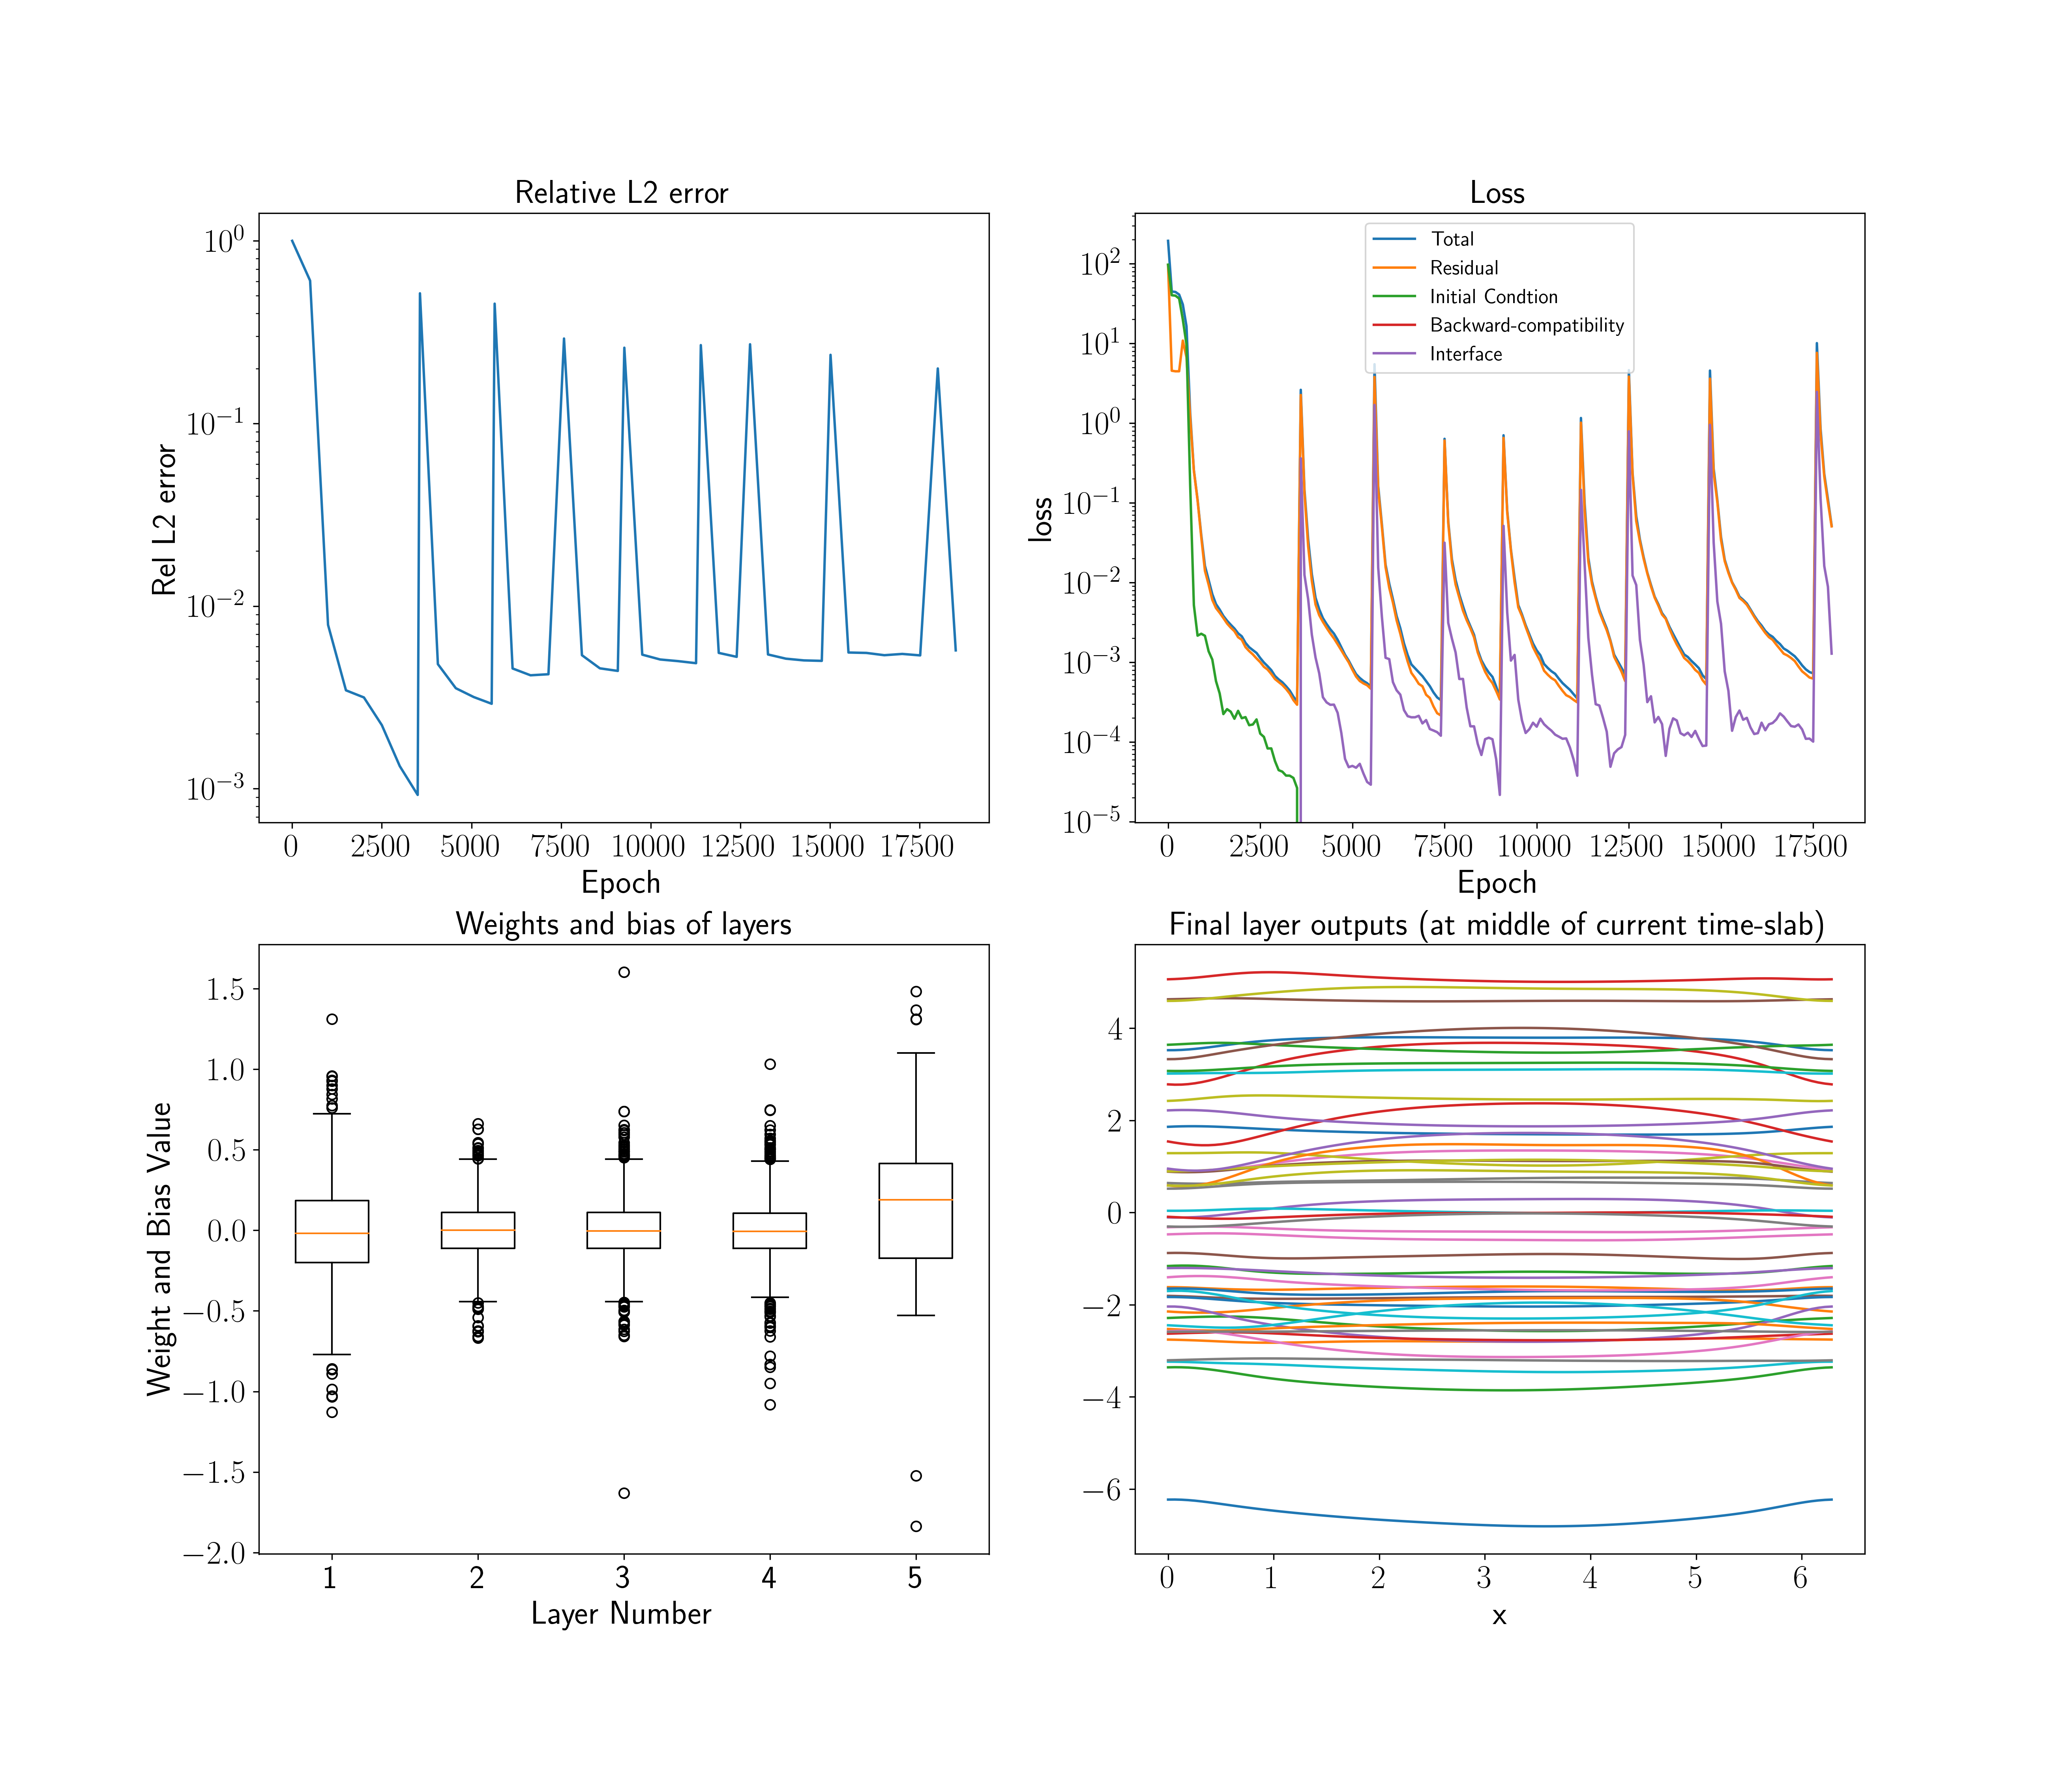 Relative L2 error
Rel L2 error
10^0
10^−1
10^−2
10^−3
0 2500 5000 7500 10000 12500 15000 17500
Epoch
Loss
loss
10^2
10^1
10^0
10^−1
10^−2
10^−3
10^−4
10^−5
Total
Residual
Initial Condtion
Backward-compatibility
Interface
0 2500 5000 7500 10000 12500 15000 17500
Epoch
Weights and bias of layers
Weight and Bias Value
1.5
1.0
0.5
0.0
−0.5
−1.0
−1.5
−2.0
1 2 3 4 5
Layer Number
Final layer outputs (at middle of current time-slab)
4
2
0
−2
−4
−6
0 1 2 3 4 5 6
x